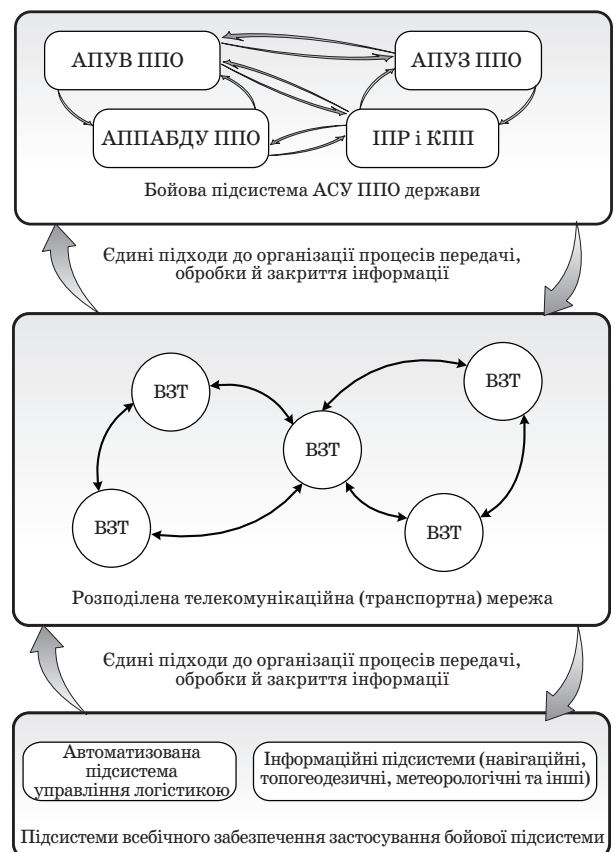 АПУВ ППО
АПУЗ ППО
АППАБДУ ППО
ІПР і КПП
Бойова підсистема АСУ ППО держави
Єдині підходи до організації процесів передачі,
обробки й закриття інформації
ВЗТ
ВЗТ
ВЗТ
ВЗТ
ВЗТ
Розподілена телекомунікаційна (транспортна) мережа
Єдині підходи до організації процесів передачі,
обробки й закриття інформації
Автоматизована
підсистема
управління логістикою
Інформаційні підсистеми (навігаційні,
топогеодезичні, метеорологічні та інші)
Підсистеми всебічного забезпечення застосування бойової підсистеми